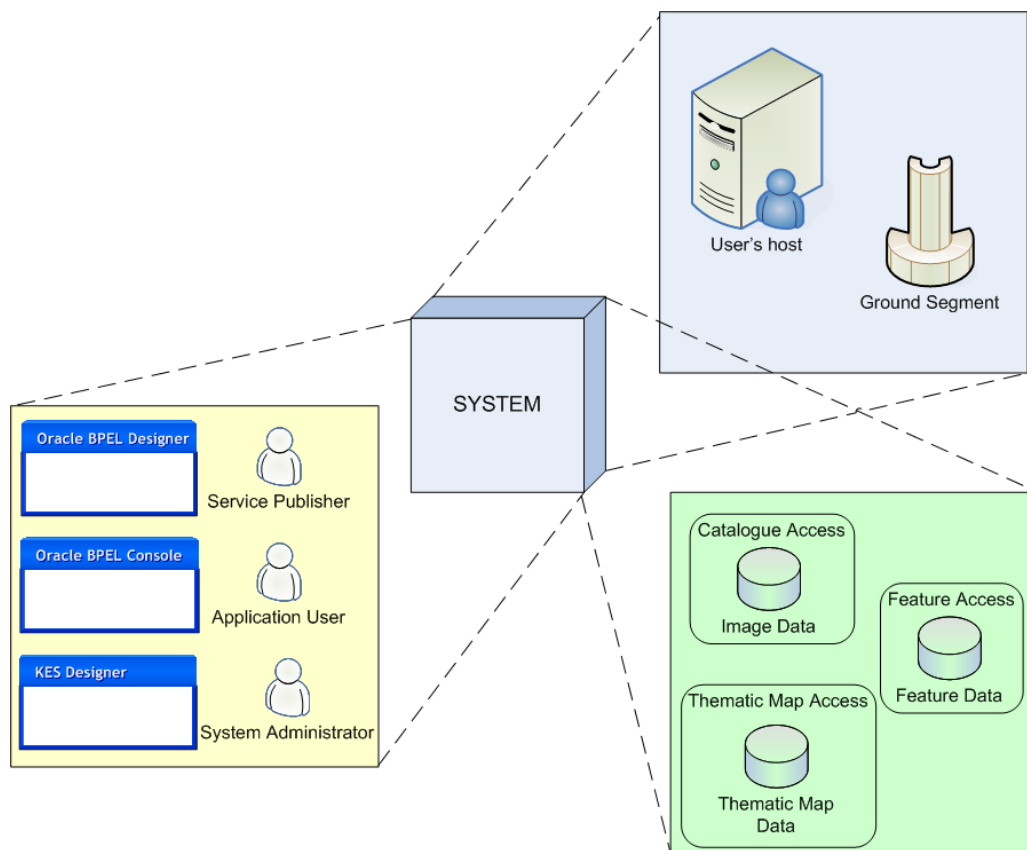 User's host
Ground Segment
SYSTEM
Oracle BPEL Designer
Service Publisher
Oracle BPEL Console
Application User
KES Designer
System Administrator
Catalogue Access
Image Data
Feature Access
Feature Data
Thematic Map Access
Thematic Map
Data